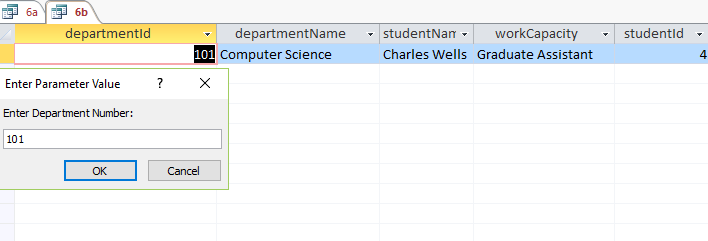 6a 6b
departmentId departmentName studentNam workCapacity studentId
101 Computer Science Charles Wells Graduate Assistant 4
Enter Parameter Value ? ×
Enter Department Number:
101
OK Cancel